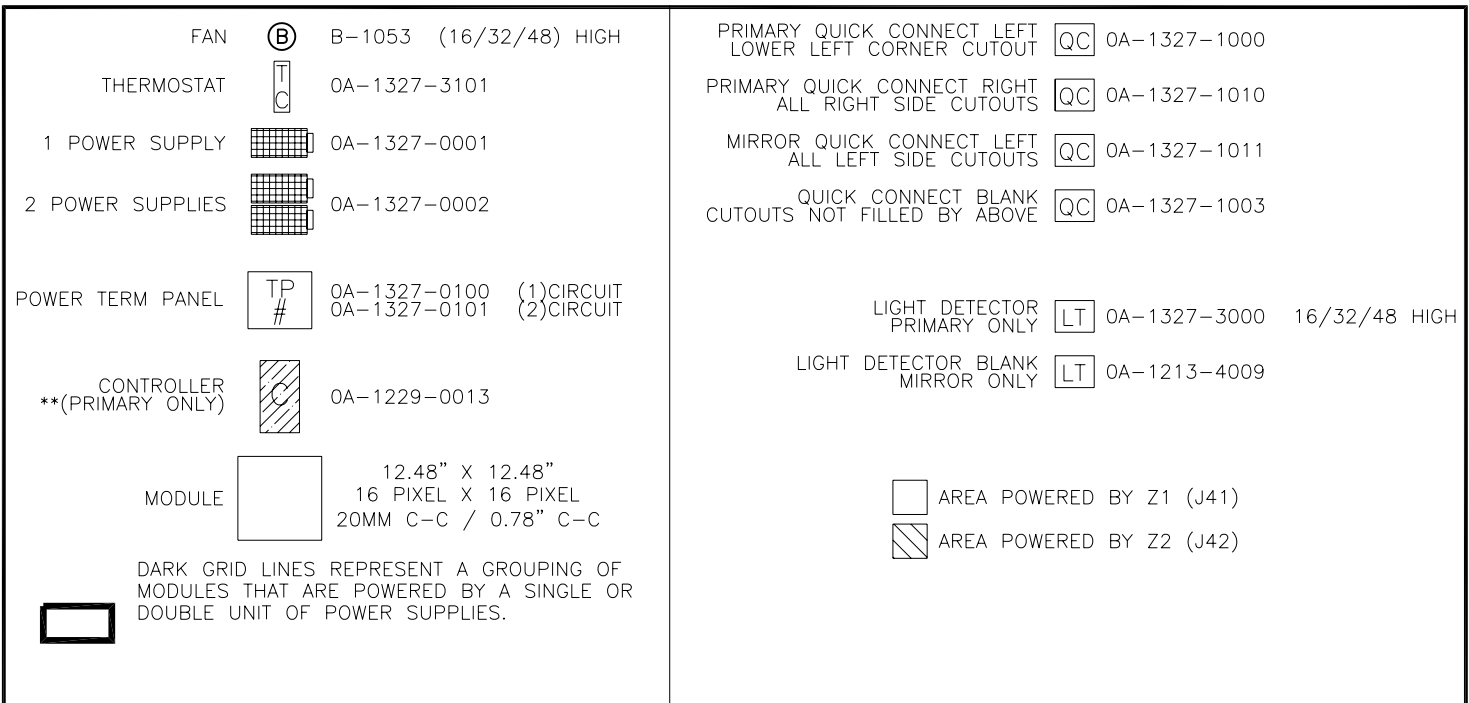 FAN B B-1053 (16/32/48) HIGH
THERMOSTAT T C 0A-1327-3101
1 POWER SUPPLY 0A-1327-0001
2 POWER SUPPLIES 0A-1327-0002
POWER TERM PANEL TP # 0A-1327-0100 (1)CIRCUIT
0A-1327-0101 (2)CIRCUIT
CONTROLLER
**(PRIMARY ONLY) C 0A-1229-0013
MODULE
12.48" X 12.48"
16 PIXEL X 16 PIXEL
20MM C-C / 0.78" C-C
DARK GRID LINES REPRESENT A GROUPING OF
MODULES THAT ARE POWERED BY A SINGLE OR
DOUBLE UNIT OF POWER SUPPLIES.
PRIMARY QUICK CONNECT LEFT
LOWER LEFT CORNER CUTOUT QC 0A-1327-1000
PRIMARY QUICK CONNECT RIGHT
ALL RIGHT SIDE CUTOUTS QC 0A-1327-1010
MIRROR QUICK CONNECT LEFT
ALL LEFT SIDE CUTOUTS QC 0A-1327-1011
QUICK CONNECT BLANK
CUTOUTS NOT FILLED BY ABOVE QC 0A-1327-1003
LIGHT DETECTOR
PRIMARY ONLY LT 0A-1327-3000 16/32/48 HIGH
LIGHT DETECTOR BLANK
MIRROR ONLY LT 0A-1213-4009
AREA POWERED BY Z1 (J41)
AREA POWERED BY Z2 (J42)